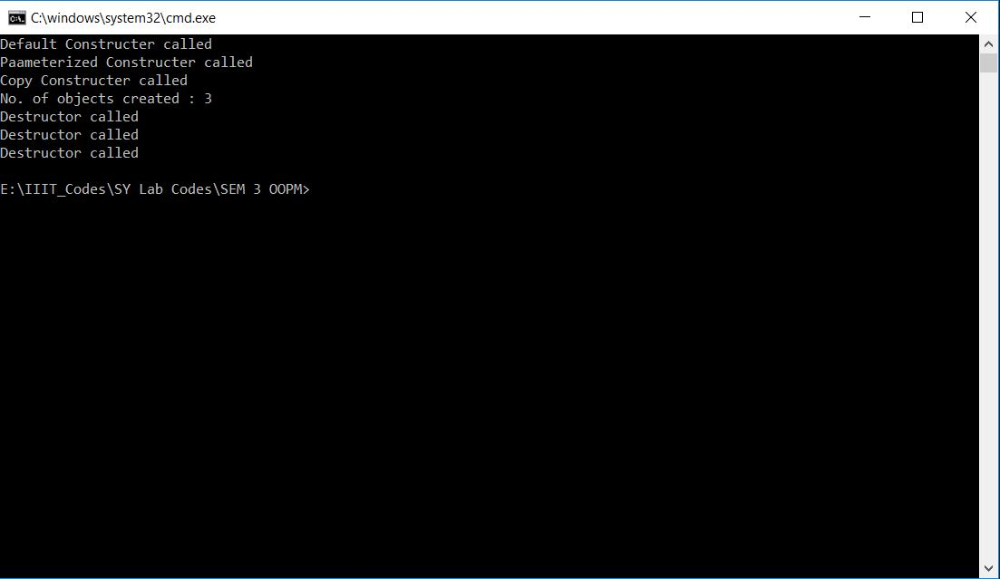 C:\windows\system32\cmd.exe
Default Constructer called
Paameterized Constructer called
Copy Constructer called
No. of objects created : 3
Destructor called
Destructor called
Destructor called
E:\IIIT_Codes\SY Lab Codes\SEM 3 OOPM>